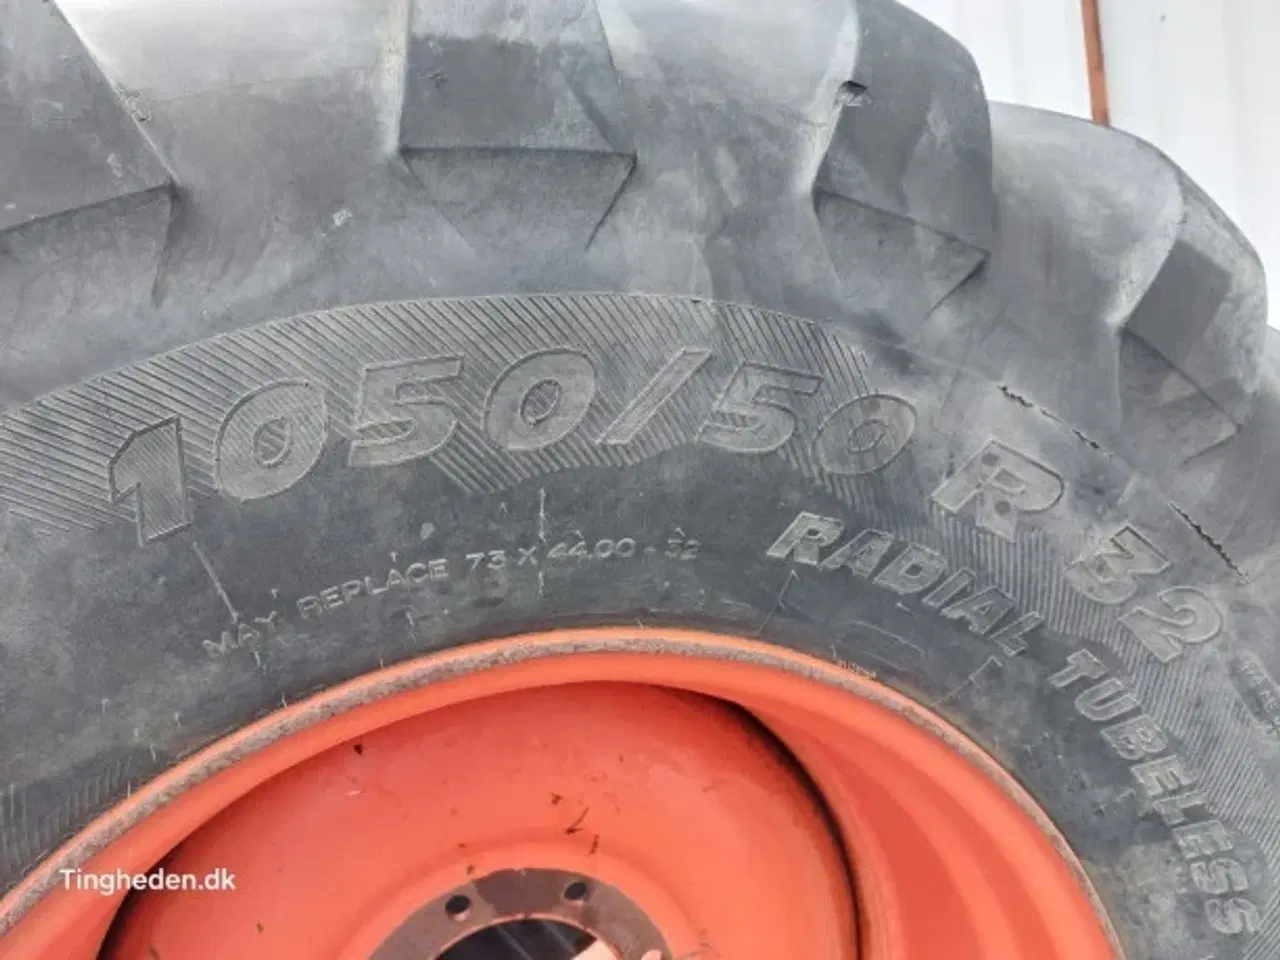 1050/50 R 32
MAY REPLACE 73 X 44.00 - 32
RADIAL TUBELESS
Tingheden.dk